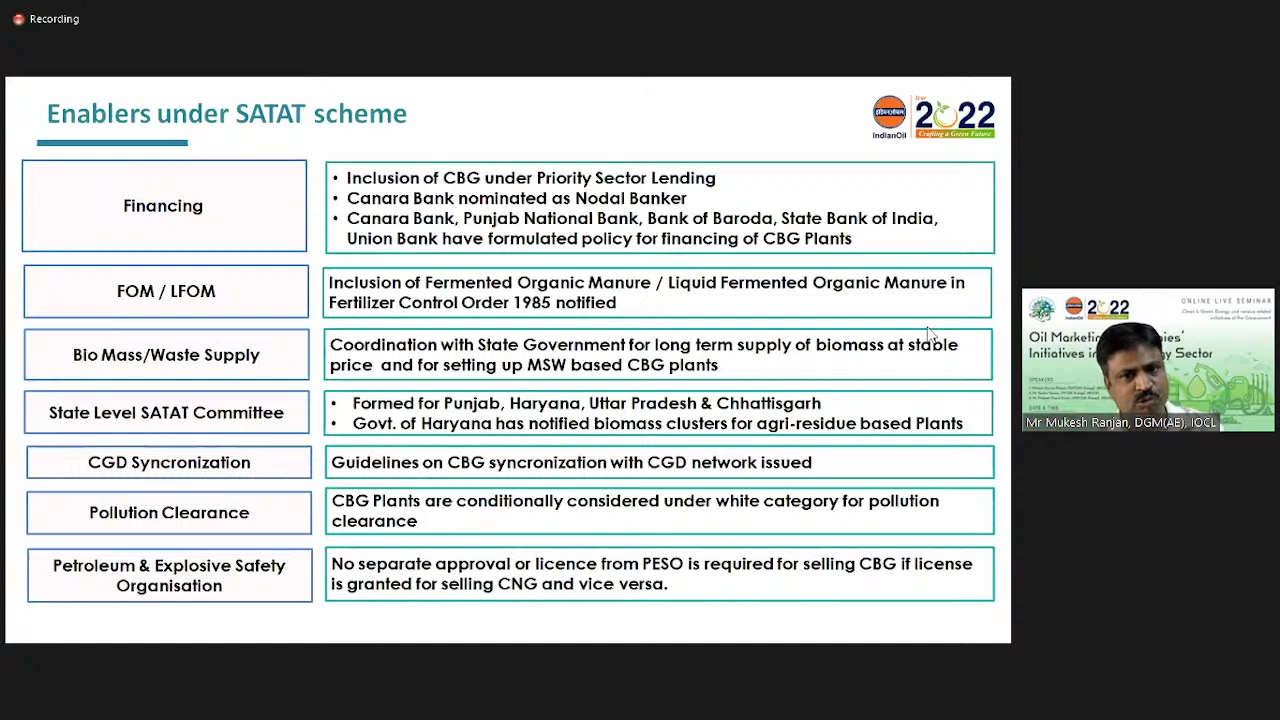 Recording
Enablers under SATAT scheme
इंडियनऑयल
IndianOil
Year
2022
Crafting a Green Future
Financing
• Inclusion of CBG under Priority Sector Lending
• Canara Bank nominated as Nodal Banker
• Canara Bank, Punjab National Bank, Bank of Baroda, State Bank of India,
Union Bank have formulated policy for financing of CBG Plants
FOM / LFOM
Inclusion of Fermented Organic Manure / Liquid Fermented Organic Manure in
Fertilizer Control Order 1985 notified
Bio Mass/Waste Supply
Coordination with State Government for long term supply of biomass at stable
price and for setting up MSW based CBG plants
State Level SATAT Committee
• Formed for Punjab, Haryana, Uttar Pradesh & Chhattisgarh
• Govt. of Haryana has notified biomass clusters for agri-residue based Plants
CGD Syncronization
Guidelines on CBG syncronization with CGD network issued
Pollution Clearance
CBG Plants are conditionally considered under white category for pollution
clearance
Petroleum & Explosive Safety
Organisation
No separate approval or licence from PESO is required for selling CBG if license
is granted for selling CNG and vice versa.
2022
ONLINE LIVE SEMINAR
Oil Marketing
Initiatives in Sector
SPEAKERS
Mr Mukesh Ranjan, DGM(AE), IOCL